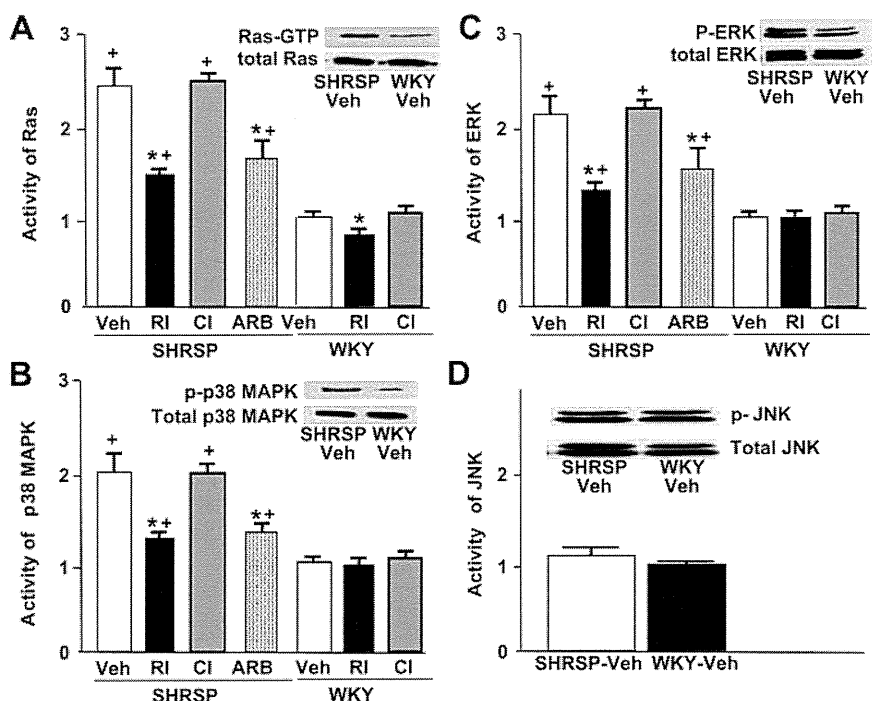 A
Activity of Ras
3
2
1
0
+
*+
+
*+
*
Ras-GTP
total Ras
SHRSP WKY
Veh Veh
Veh RI CI ARB Veh RI CI
SHRSP WKY
B
Activity of p38 MAPK
3
2
1
0
+
*+
+
*+
p-p38 MAPK
Total p38 MAPK
SHRSP WKY
Veh Veh
Veh RI CI ARB Veh RI CI
SHRSP WKY
C
Activity of ERK
3
2
1
0
+
*+
+
*+
P-ERK
total ERK
SHRSP WKY
Veh Veh
Veh RI CI ARB Veh RI CI
SHRSP WKY
D
Activity of JNK
2
1
0
p- JNK
Total JNK
SHRSP WKY
Veh Veh
SHRSP-Veh WKY-Veh